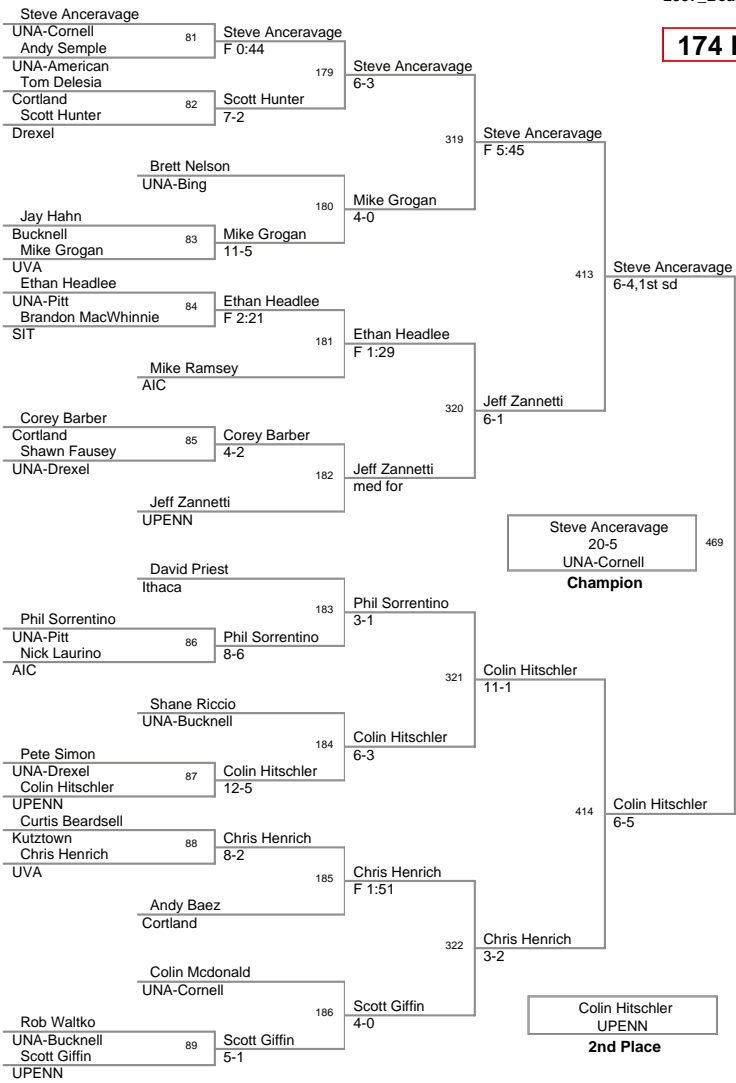 174
Steve Anceravage
UNA-Cornell
81
Andy Semple
UNA-American
Steve Anceravage
F 0:44
179
Tom Delesia
Cortland
82
Scott Hunter
Drexel
Scott Hunter
7-2
Steve Anceravage
6-3
319
Brett Nelson
UNA-Bing
180
Jay Hahn
Bucknell
83
Mike Grogan
UVA
Mike Grogan
11-5
Mike Grogan
4-0
Steve Anceravage
F 5:45
413
Ethan Headlee
UNA-Pitt
84
Brandon MacWhinnie
SIT
Ethan Headlee
F 2:21
181
Mike Ramsey
AIC
Ethan Headlee
F 1:29
320
Corey Barber
Cortland
85
Shawn Fausey
UNA-Drexel
Corey Barber
4-2
182
Jeff Zannetti
UPENN
Jeff Zannetti
med for
Jeff Zannetti
6-1
Steve Anceravage
6-4,1st sd
Steve Anceravage
20-5
UNA-Cornell
Champion
469
David Priest
Ithaca
183
Phil Sorrentino
UNA-Pitt
86
Nick Laurino
AIC
Phil Sorrentino
8-6
Phil Sorrentino
3-1
321
Shane Riccio
UNA-Bucknell
184
Pete Simon
UNA-Drexel
87
Colin Hitschler
UPENN
Colin Hitschler
12-5
Colin Hitschler
6-3
Colin Hitschler
11-1
414
Curtis Beardsell
Kutztown
88
Chris Henrich
UVA
Chris Henrich
8-2
185
Andy Baez
Cortland
Chris Henrich
F 1:51
322
Colin Mcdonald
UNA-Cornell
186
Rob Waltko
UNA-Bucknell
89
Scott Giffin
UPENN
Scott Giffin
5-1
Scott Giffin
4-0
Chris Henrich
3-2
Colin Hitschler
6-5
Colin Hitschler
UPENN
2nd Place